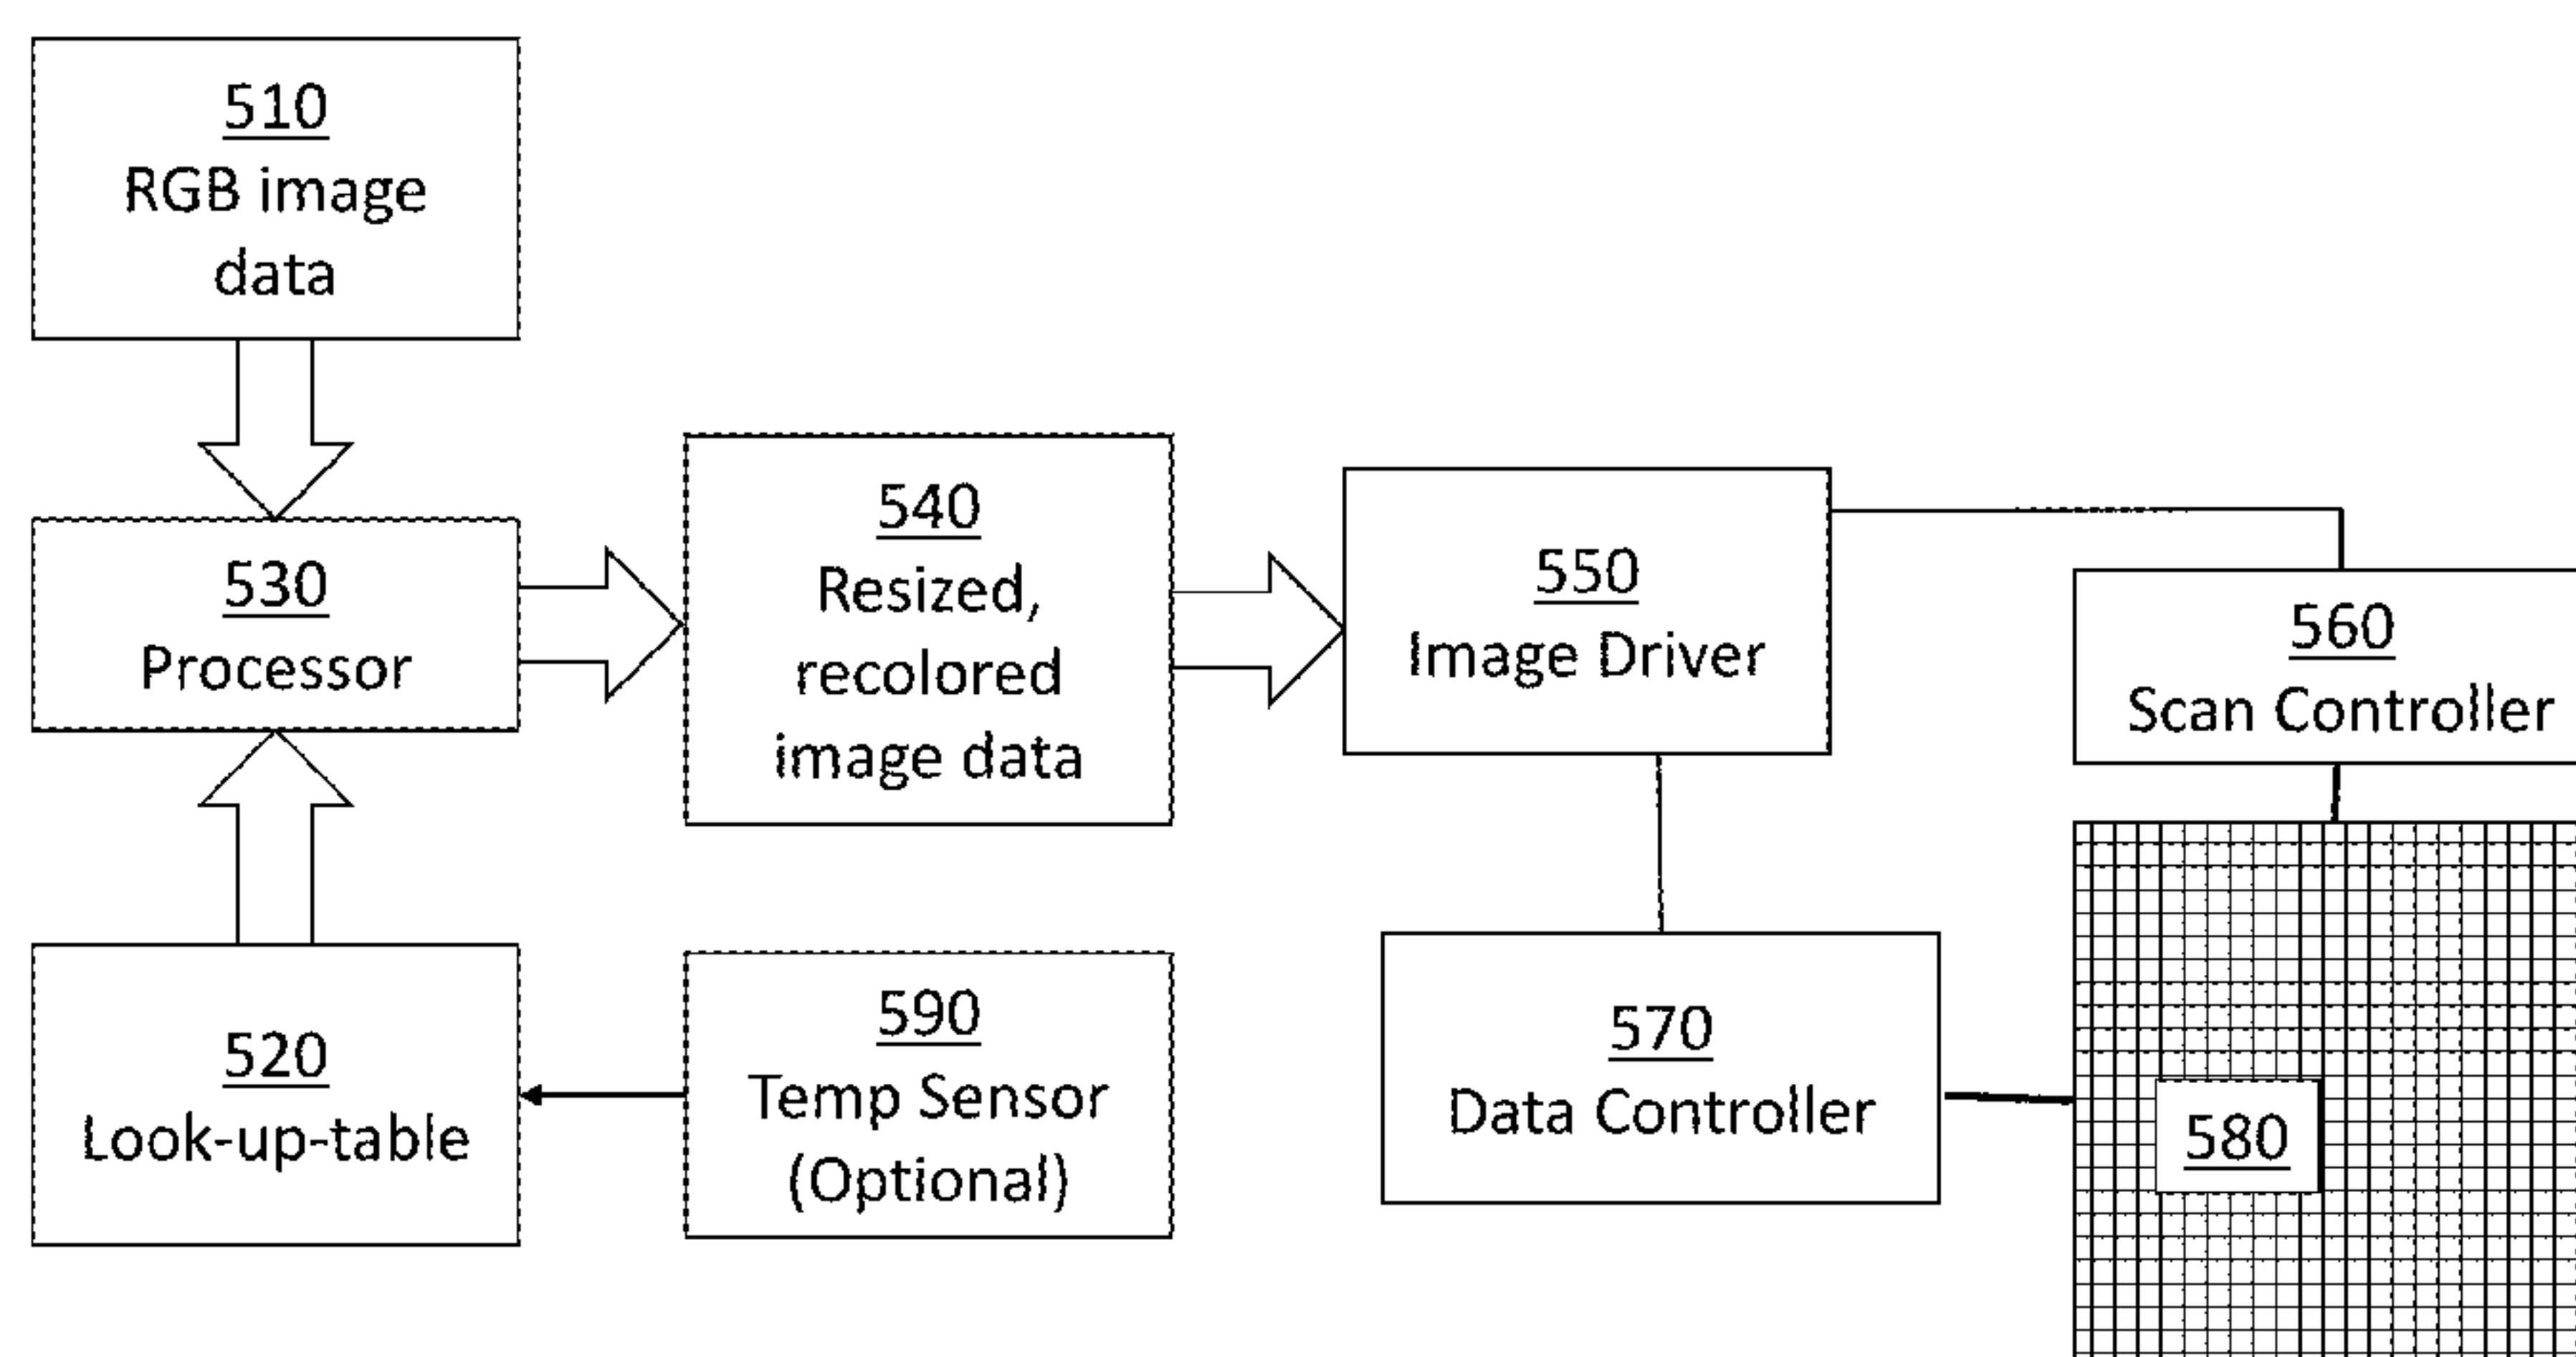 510
RGB image
data
530
Processor
540
Resized,
recolored
image data
550
Image Driver
560
Scan Controller
520
Look-up-table
590
Temp Sensor
(Optional)
570
Data Controller
580